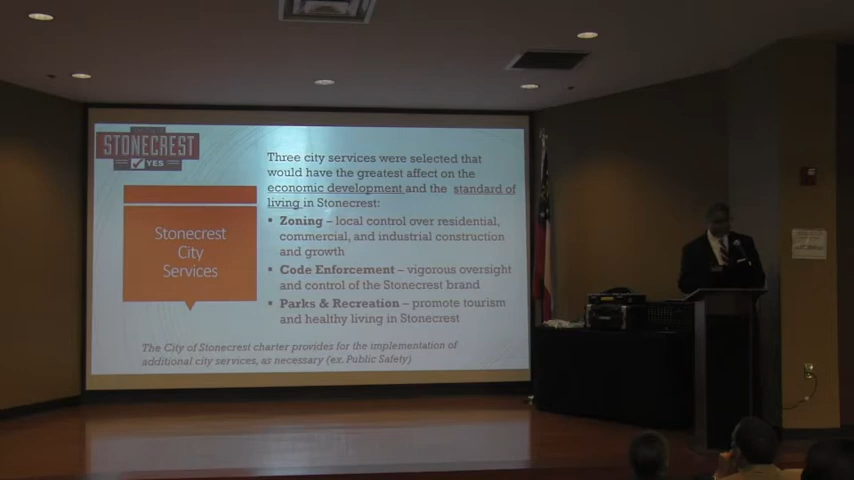 STONECREST
YES
Stonecrest
City
Services
Three city services were selected that
would have the greatest affect on the
economic development and the standard of
living in Stonecrest:
▪ Zoning – local control over residential,
commercial, and industrial construction
and growth
▪ Code Enforcement – vigorous oversight
and control of the Stonecrest brand
▪ Parks & Recreation – promote tourism
and healthy living in Stonecrest
The City of Stonecrest charter provides for the implementation of
additional city services, as necessary (ex. Public Safety)